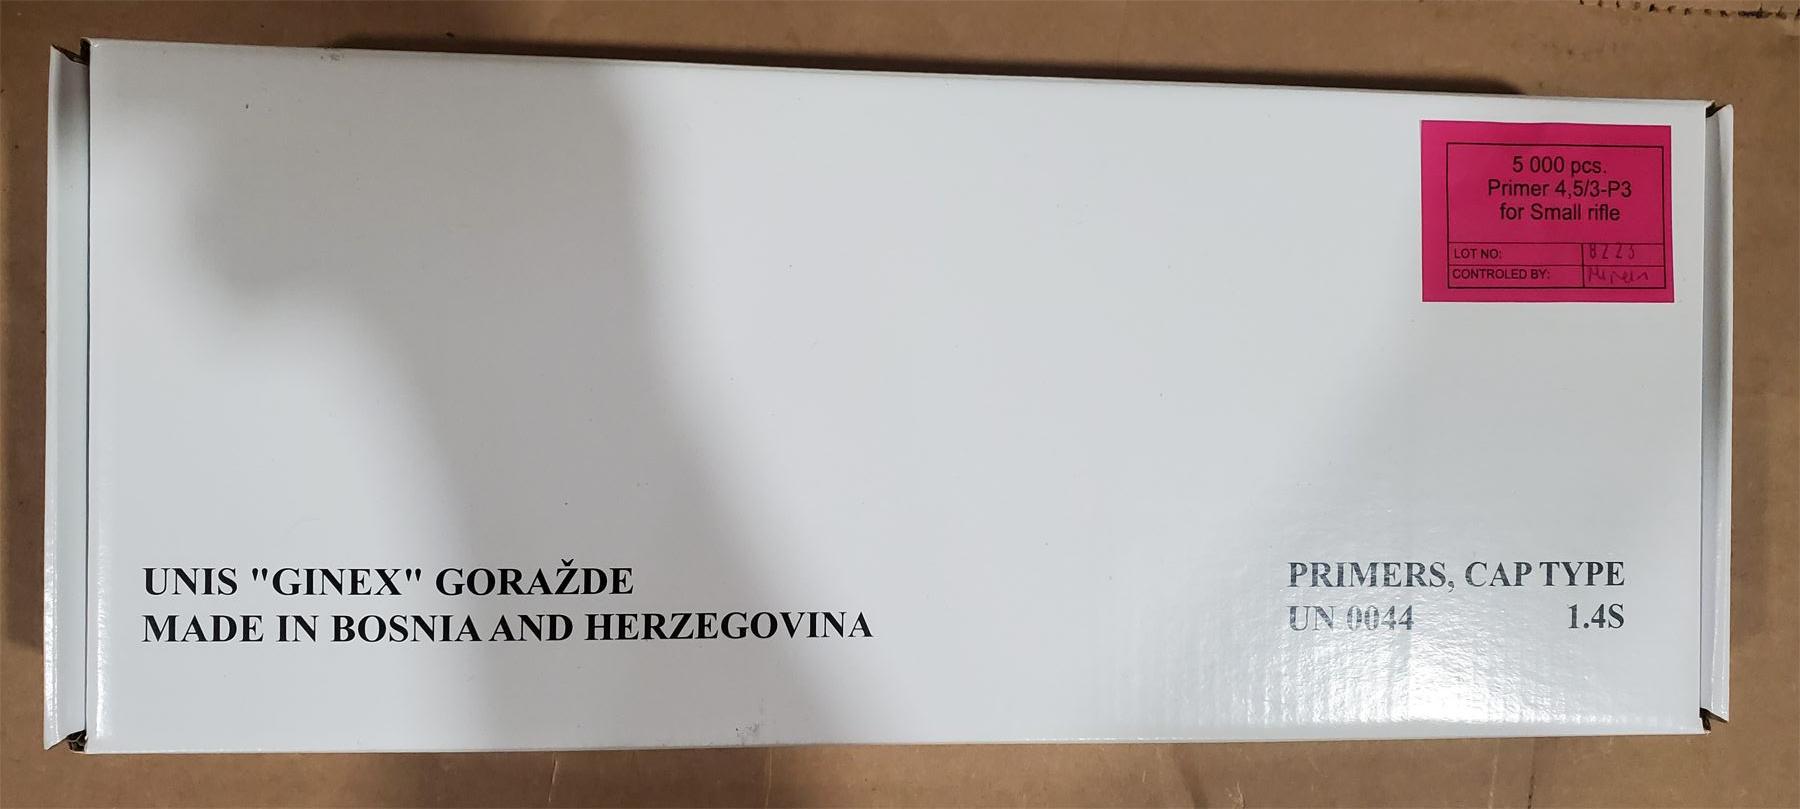 5 000 pcs.
Primer 4,5/3-P3
for Small rifle
LOT NO: 8223
CONTROLED BY:
UNIS "GINEX" GORAŽDE
MADE IN BOSNIA AND HERZEGOVINA
PRIMERS, CAP TYPE
UN 0044 1.4S